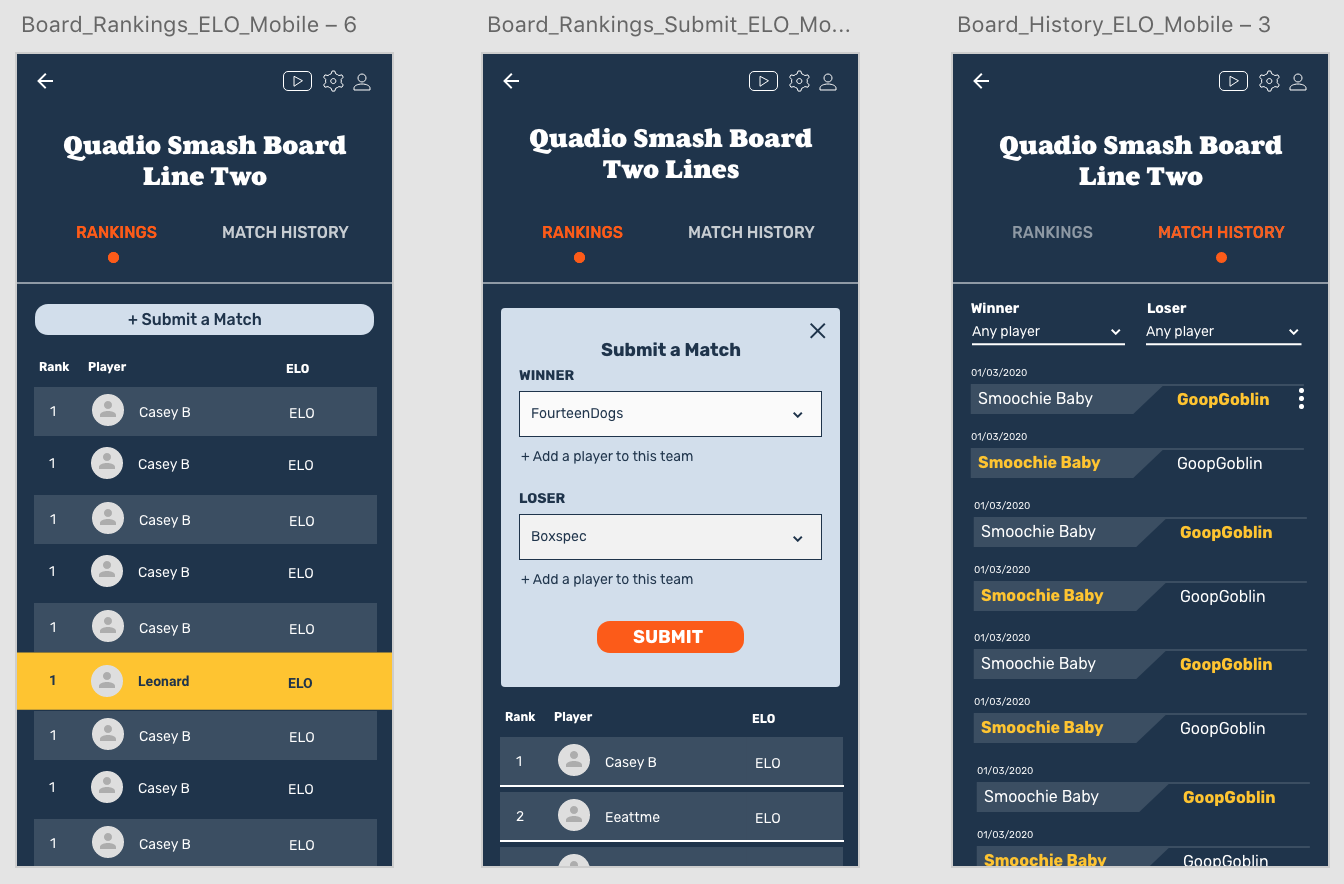 Board_Rankings_ELO_Mobile – 6
Quadio Smash Board
Line Two
RANKINGS MATCH HISTORY
+ Submit a Match
Rank Player ELO
1 Casey B ELO
1 Casey B ELO
1 Casey B ELO
1 Casey B ELO
1 Casey B ELO
1 Leonard ELO
1 Casey B ELO
1 Casey B ELO
1 Casey B ELO
Board_Rankings_Submit_ELO_Mo...
Quadio Smash Board
Two Lines
RANKINGS MATCH HISTORY
Submit a Match
WINNER
FourteenDogs
+ Add a player to this team
LOSER
Boxspec
+ Add a player to this team
SUBMIT
Rank Player ELO
1 Casey B ELO
2 Eeattme ELO
Board_History_ELO_Mobile – 3
Quadio Smash Board
Line Two
RANKINGS MATCH HISTORY
Winner Loser
Any player Any player
01/03/2020
Smoochie Baby GoopGoblin
01/03/2020
Smoochie Baby GoopGoblin
01/03/2020
Smoochie Baby GoopGoblin
01/03/2020
Smoochie Baby GoopGoblin
01/03/2020
Smoochie Baby GoopGoblin
01/03/2020
Smoochie Baby GoopGoblin
01/03/2020
Smoochie Baby GoopGoblin
01/03/2020
Smoochie Baby GoopGoblin